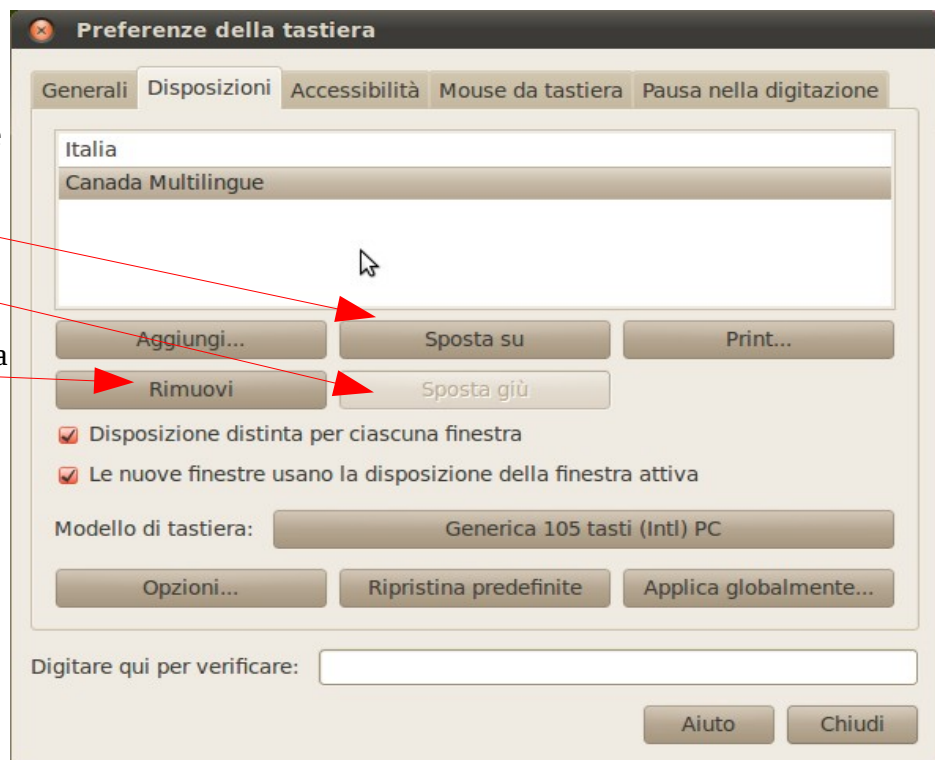 Preferenze della tastiera
Generali Disposizioni Accessibilità Mouse da tastiera Pausa nella digitazione
Italia
Canada Multilingue
Aggiungi... Sposta su Print...
a
Rimuovi Sposta giù
Disposizione distinta per ciascuna finestra
Le nuove finestre usano la disposizione della finestra attiva
Modello di tastiera: Generica 105 tasti (Intl) PC
Opzioni... Ripristina predefinite Applica globalmente...
Digitare qui per verificare:
Aiuto Chiudi